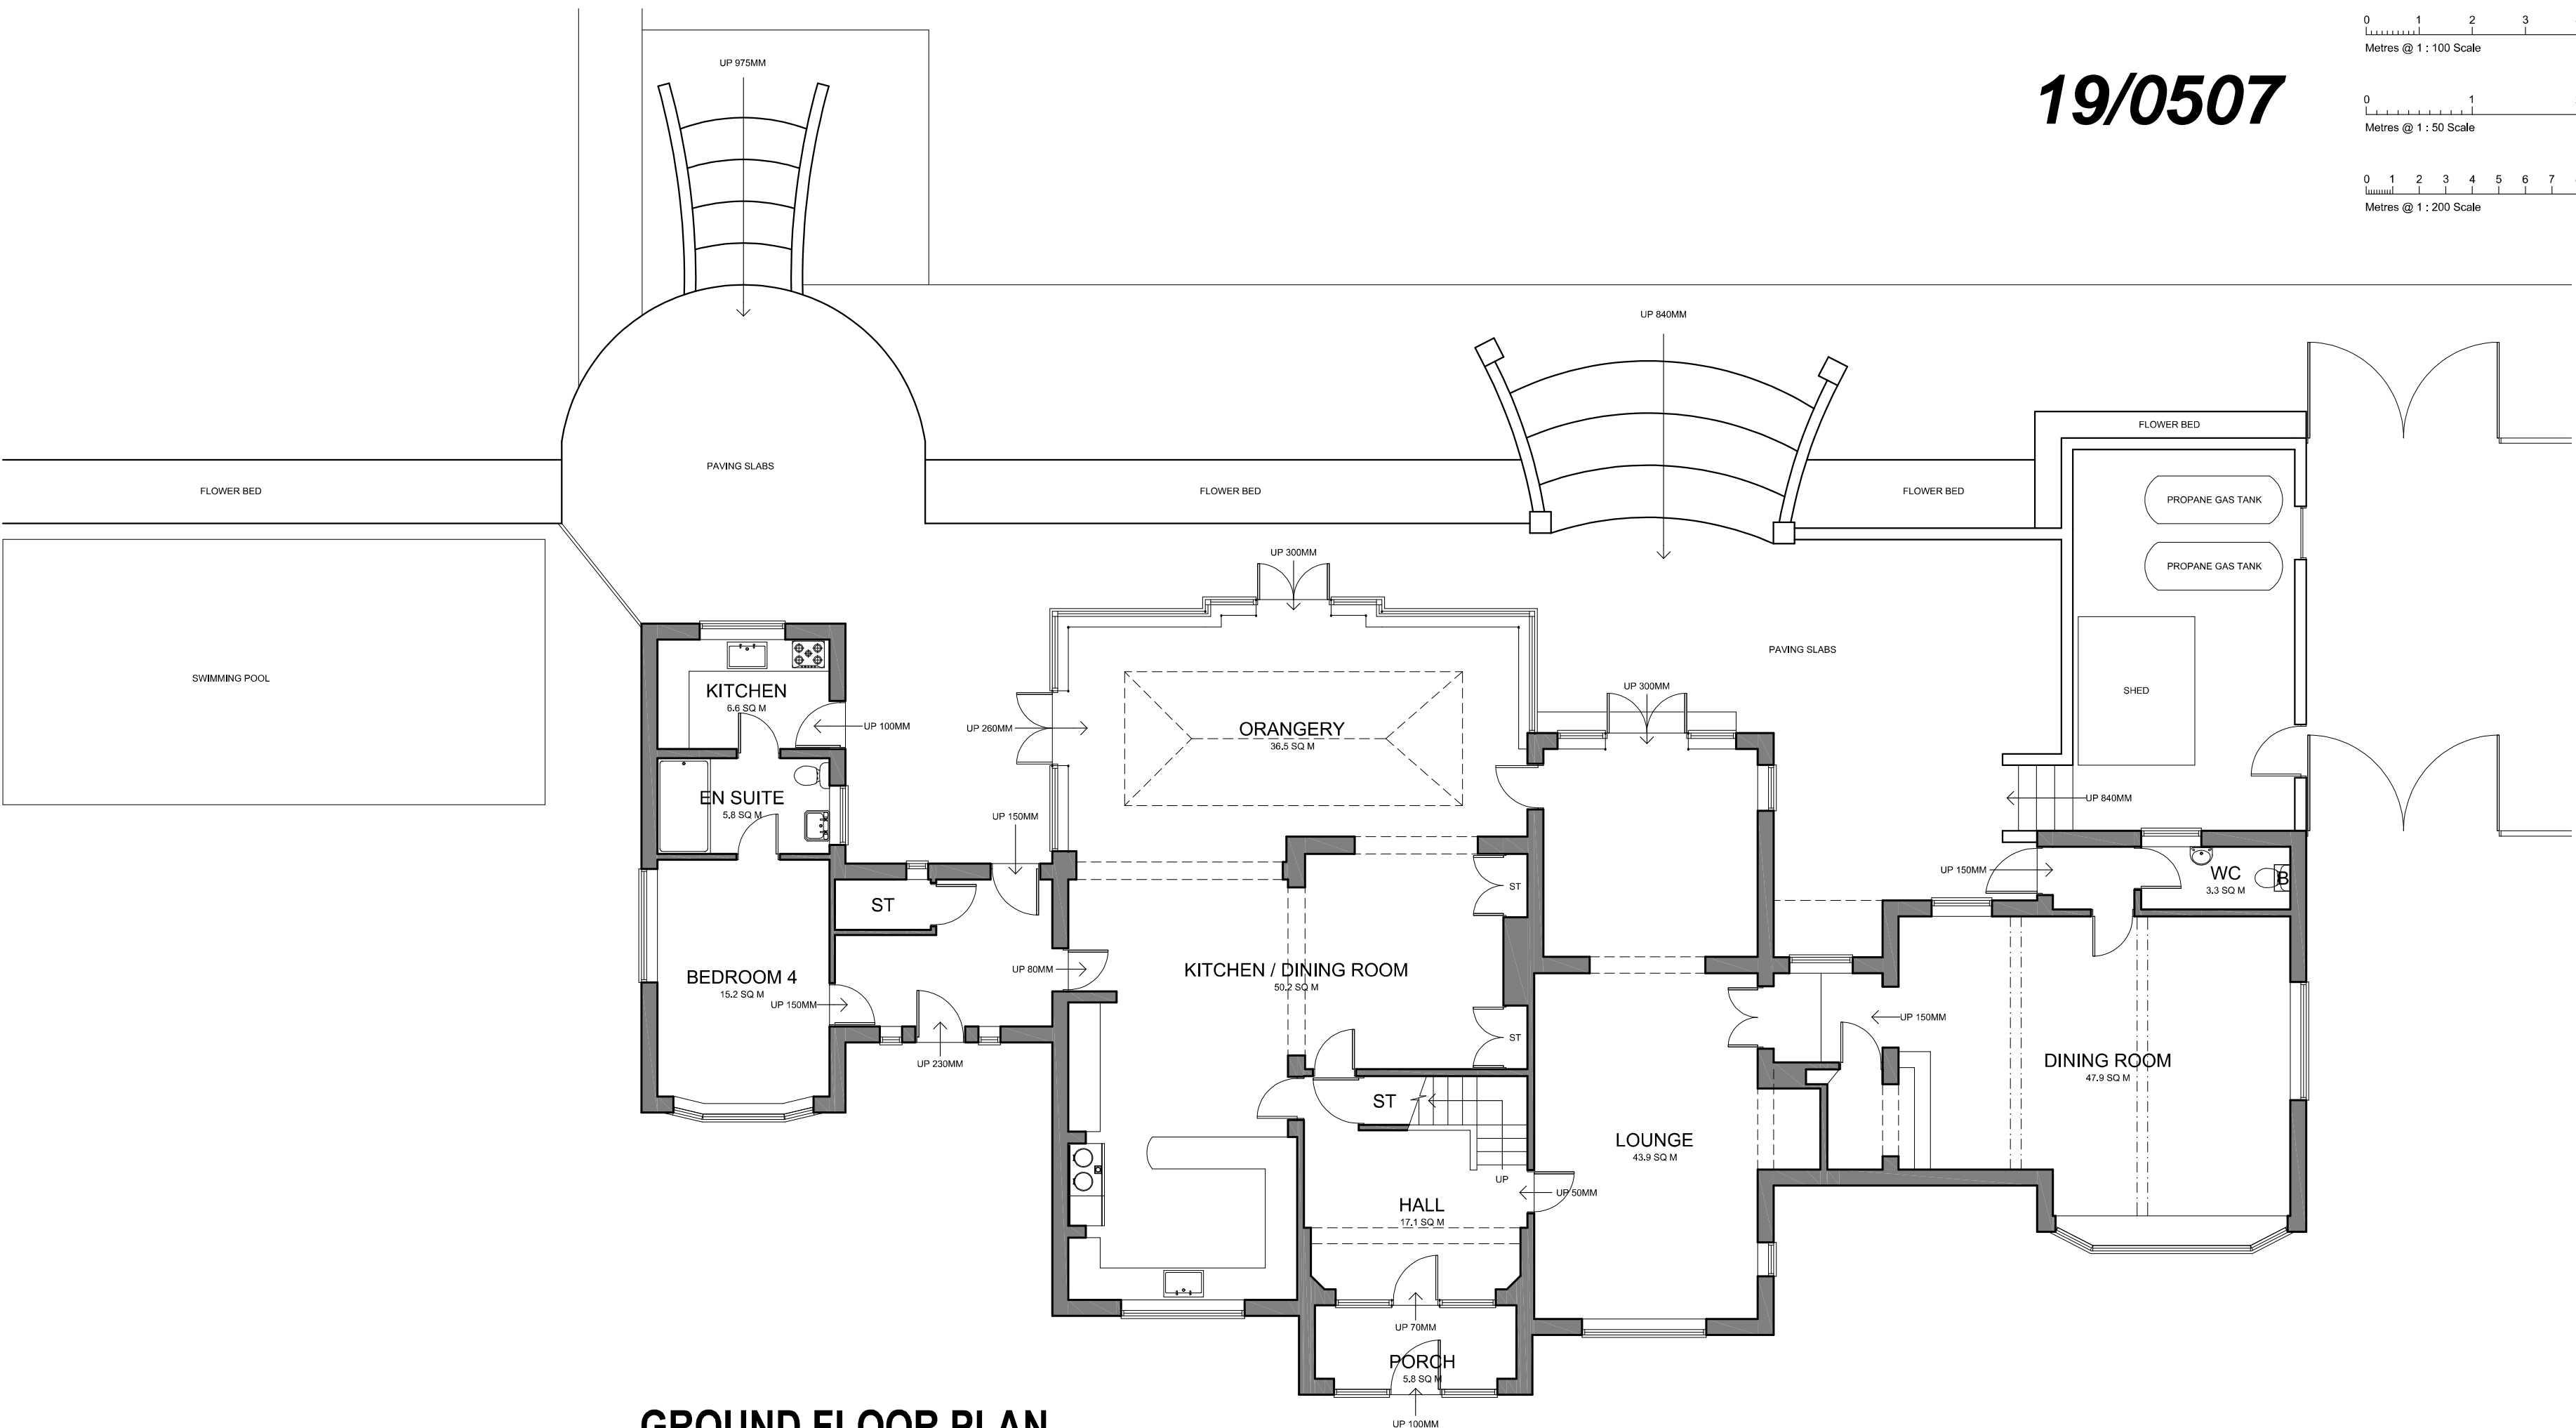 0 1 2 3
Metres @ 1 : 100 Scale
19/0507
0 1
Metres @ 1 : 50 Scale
0 1 2 3 4 5 6 7
Metres @ 1 : 200 Scale
UP 975MM
UP 840MM
FLOWER BED
PAVING SLABS
FLOWER BED
FLOWER BED
FLOWER BED
PROPANE GAS TANK
PROPANE GAS TANK
UP 300MM
PAVING SLABS
SWIMMING POOL
KITCHEN
6.6 SQ M
UP 100MM
UP 260MM
ORANGERY
36.5 SQ M
UP 300MM
SHED
EN SUITE
5.8 SQ M
UP 150MM
UP 840MM
ST
ST
UP 150MM
WC
3.3 SQ M
B
BEDROOM 4
15.2 SQ M
UP 150MM
UP 80MM
KITCHEN / DINING ROOM
50.2 SQ M
UP 150MM
ST
UP 230MM
DINING ROOM
47.9 SQ M
ST
LOUNGE
43.9 SQ M
UP
UP 50MM
HALL
17.1 SQ M
UP 70MM
PORCH
5.8 SQ M
UP 100MM
GROUND FLOOR PLAN